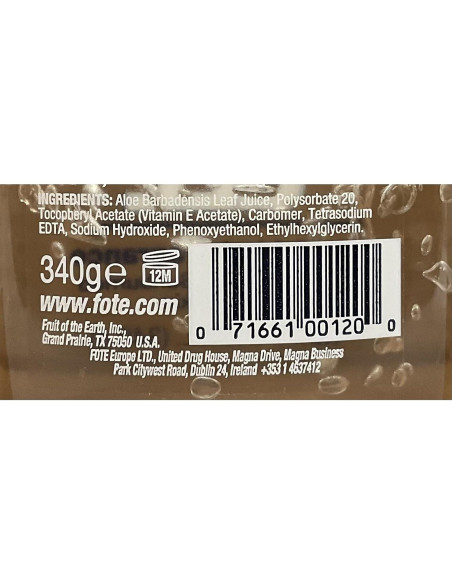 INGREDIENTS: Aloe Barbadensis Leaf Juice, Polysorbate 20,
Tocopheryl Acetate (Vitamin E Acetate), Carbomer, Tetrasodium
EDTA, Sodium Hydroxide, Phenoxyethanol, Ethylhexylglycerin.
340g℮ 12M
www.fote.com
Fruit of the Earth, Inc.,
Grand Prairie, TX 75050 U.S.A.
0 71661 00120 0
FOTE Europe LTD., United Drug House, Magna Drive, Magna Business
Park Citywest Road, Dublin 24, Ireland +353 1 4637412